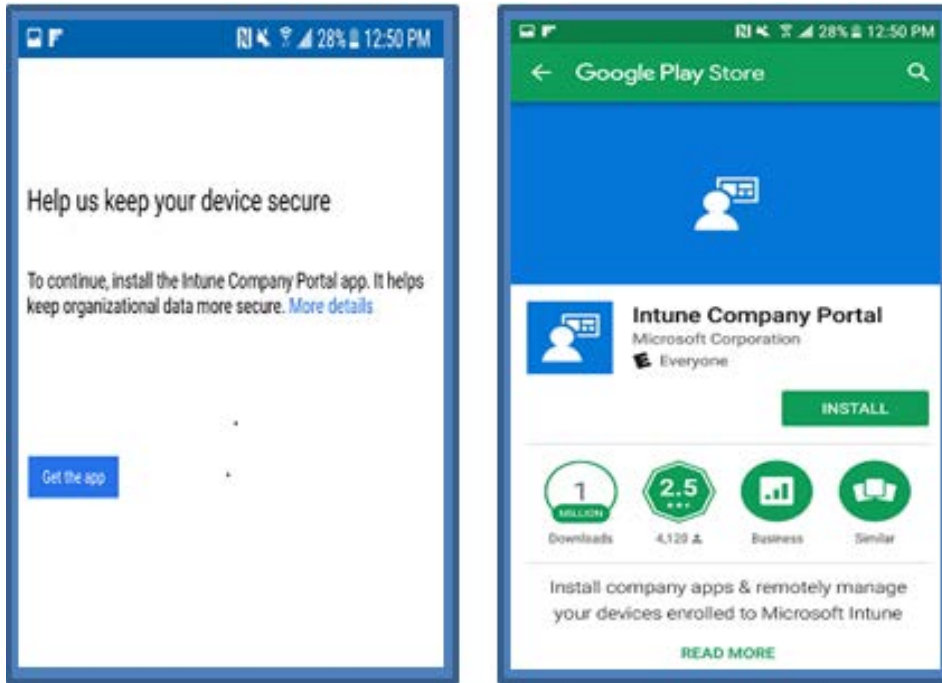 28% 12:50 PM
Help us keep your device secure
To continue, install the Intune Company Portal app. It helps
keep organizational data more secure. More details
Get the app
28% 12:50 PM
Google Play Store
Intune Company Portal
Microsoft Corporation
E Everyone
INSTALL
1
MILLION
Downloads
2.5
4,120
Business
Similar
Install company apps & remotely manage
your devices enrolled to Microsoft Intune
READ MORE